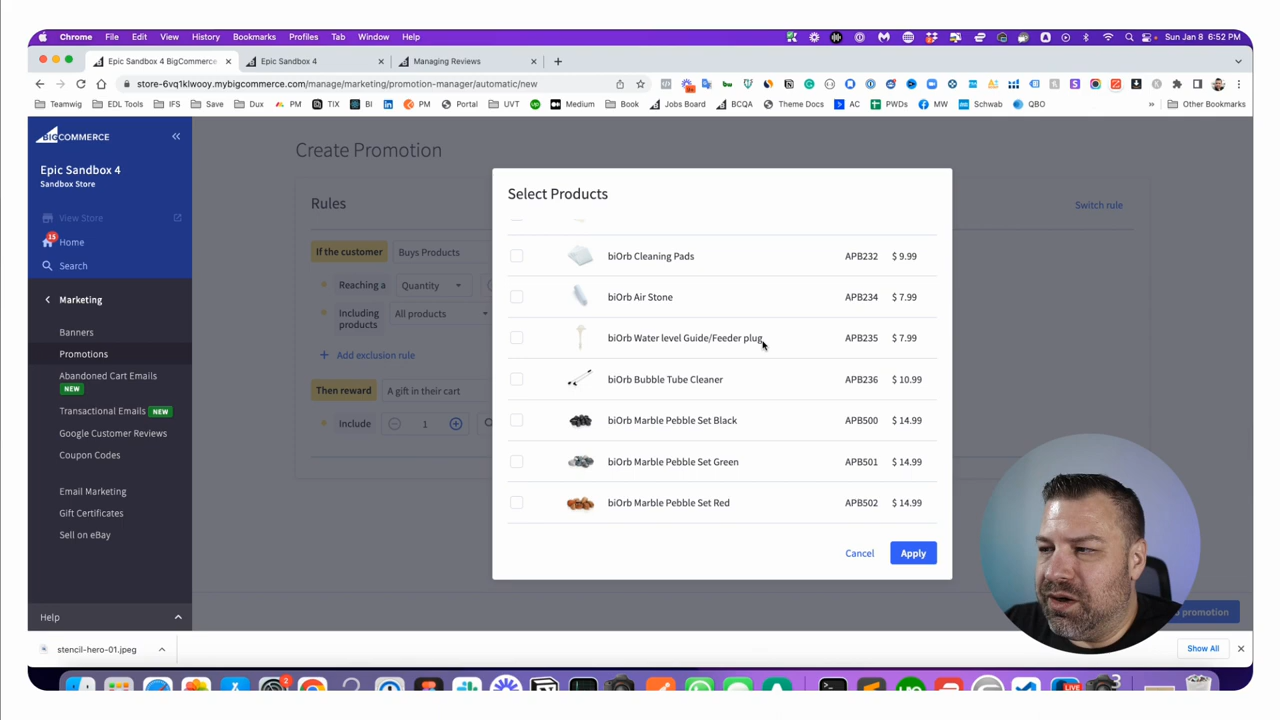 Chrome File Edit View History Bookmarks Profiles Tab Window Help Sun Jan 8 6:52 PM
Epic Sandbox 4 BigCommerce Epic Sandbox 4 Managing Reviews
store-6vq1klwooy.mybigcommerce.com/manage/marketing/promotion-manager/automatic/new
Teamwig EDL Tools IFS Save Dux PM TIX BI PM Portal UVT Medium Book Jobs Board BCQA Theme Docs AC PWDs MW Schwab QBO Other Bookmarks
BIGCOMMERCE
Epic Sandbox 4
Sandbox Store
View Store
15
Home
Search
Marketing
Banners
Promotions
Abandoned Cart Emails
NEW
Transactional Emails NEW
Google Customer Reviews
Coupon Codes
Email Marketing
Gift Certificates
Sell on eBay
Help
Create Promotion
Rules
Switch rule
If the customer Buys Products
Reaching a Quantity
Including products All products
Add exclusion rule
Then reward A gift in their cart
Include 1
Select Products
biOrb Cleaning Pads APB232 $ 9.99
biOrb Air Stone APB234 $ 7.99
biOrb Water level Guide/Feeder plug APB235 $ 7.99
biOrb Bubble Tube Cleaner APB236 $ 10.99
biOrb Marble Pebble Set Black APB500 $ 14.99
biOrb Marble Pebble Set Green APB501 $ 14.99
biOrb Marble Pebble Set Red APB502 $ 14.99
Cancel Apply
promotion
stencil-hero-01.jpeg
Show All
2
LIVE
3